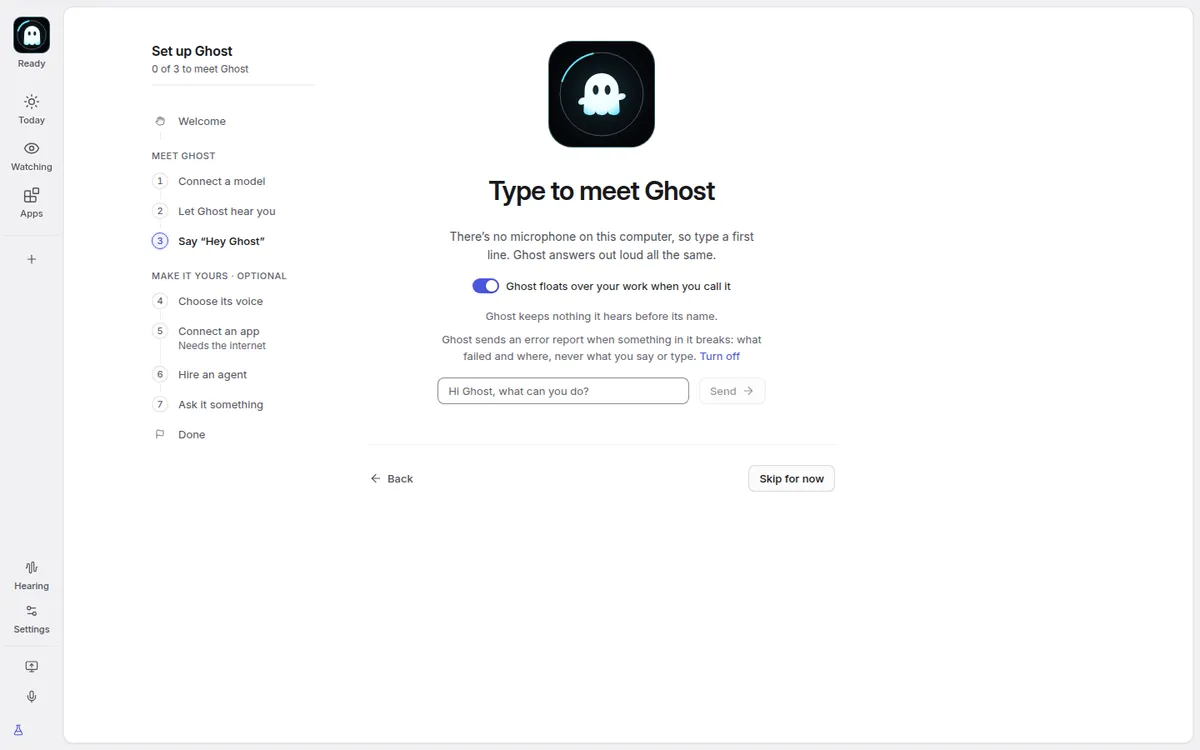 Ready
Today
Watching
Apps
Hearing
Settings
Set up Ghost
0 of 3 to meet Ghost
Welcome
MEET GHOST
1 Connect a model
2 Let Ghost hear you
3 Say “Hey Ghost”
MAKE IT YOURS · OPTIONAL
4 Choose its voice
5 Connect an app
Needs the internet
6 Hire an agent
7 Ask it something
Done
Type to meet Ghost
There’s no microphone on this computer, so type a first
line. Ghost answers out loud all the same.
Ghost floats over your work when you call it
Ghost keeps nothing it hears before its name.
Ghost sends an error report when something in it breaks: what
failed and where, never what you say or type. Turn off
Hi Ghost, what can you do?
Send
Back
Skip for now